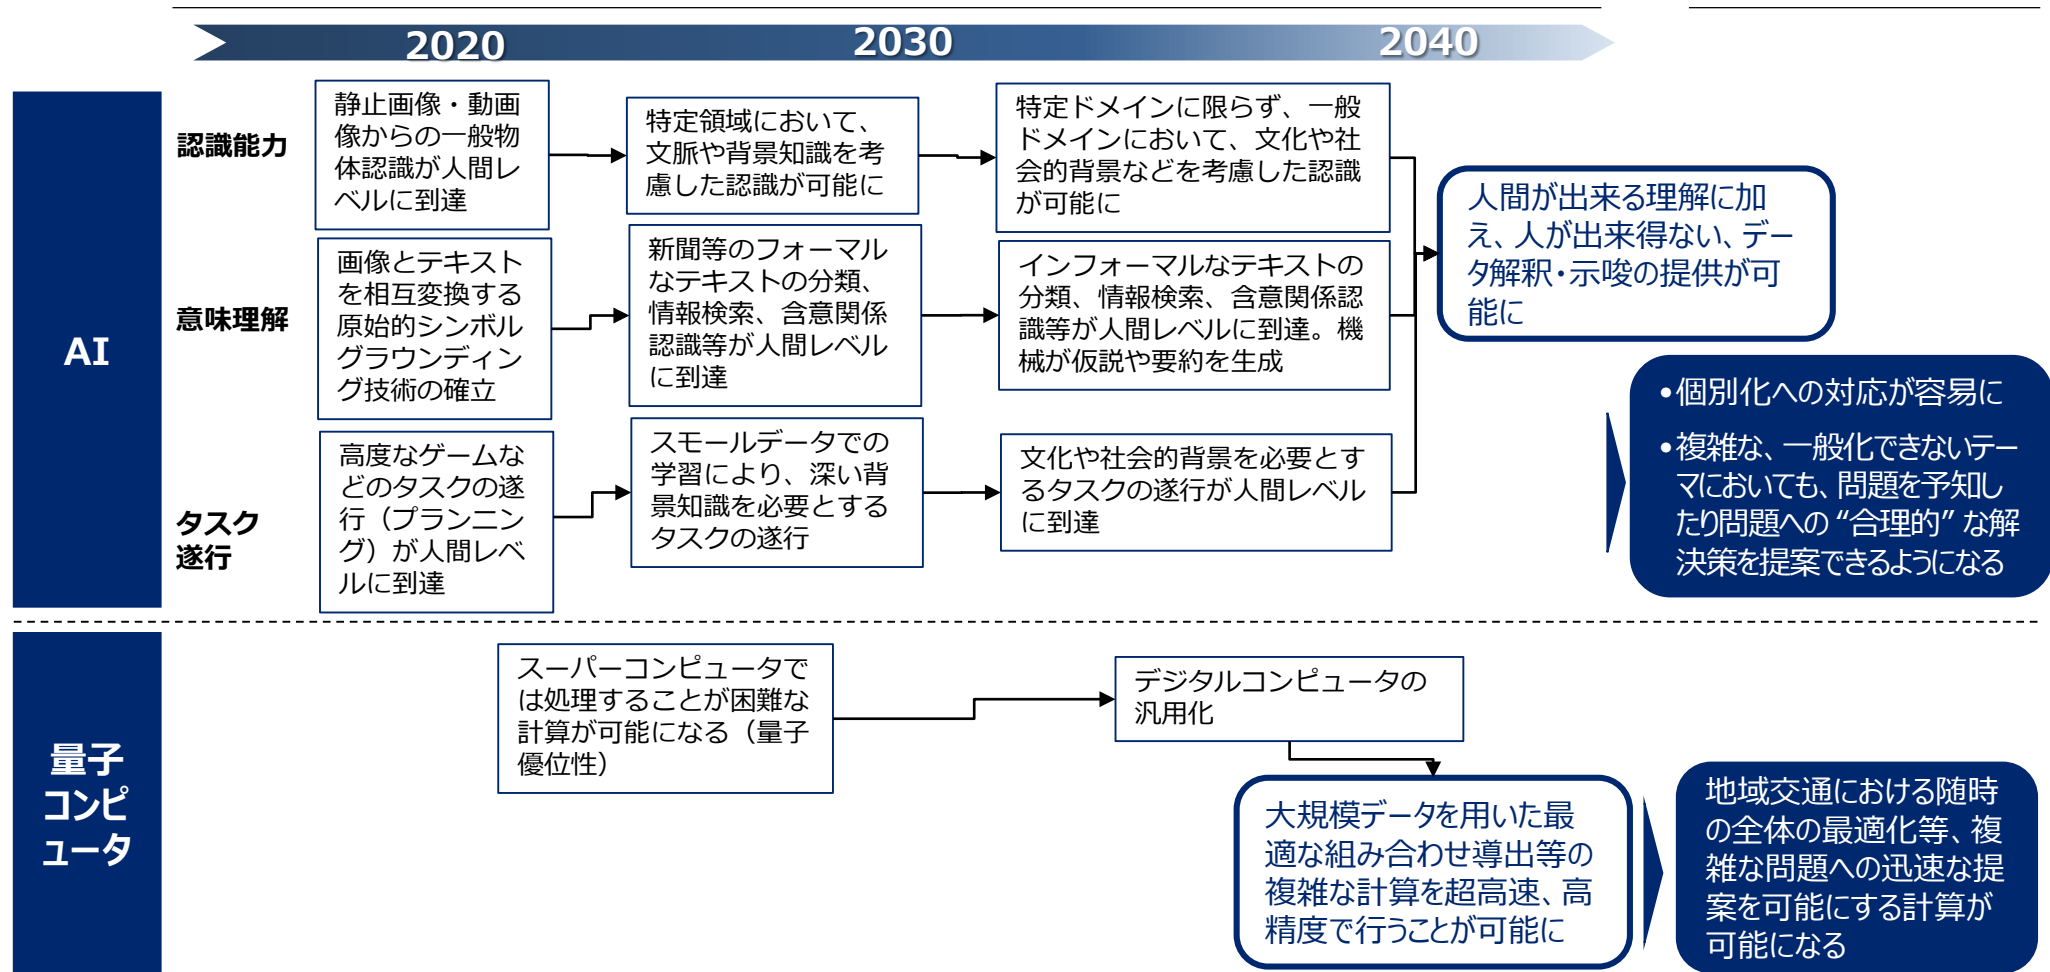 2020
2030
2040
AI
認識能力
静止画像・動画
像からの一般物
体認識が人間レ
ベルに到達
特定領域において、
文脈や背景知識を考
慮した認識が可能に
特定ドメインに限らず、一般
ドメインにおいて、文化や社
会的背景などを考慮した認識
が可能に
意味理解
画像とテキスト
を相互変換する
原始的シンボル
グラウンディン
グ技術の確立
新聞等のフォーマル
なテキストの分類、
情報検索、含意関係
認識等が人間レベル
に到達
インフォーマルなテキストの
分類、情報検索、含意関係認
識等が人間レベルに到達。機
械が仮説や要約を生成
タスク
遂行
高度なゲームな
どのタスクの遂
行（プランニン
グ）が人間レベ
ルに到達
スモールデータでの
学習により、深い背
景知識を必要とする
タスクの遂行
文化や社会的背景を必要とす
るタスクの遂行が人間レベル
に到達
人間が出来る理解に加
え、人が出来得ない、デー
タ解釈・示唆の提供が可
能に
•個別化への対応が容易に
•複雑な、一般化できないテー
マにおいても、問題を予知し
たり問題への “合理的” な解
決策を提案できるようになる
量子
コンピ
ュータ
スーパーコンピュータで
は処理することが困難な
計算が可能になる（量子
優位性）
デジタルコンピュータの
汎用化
大規模データを用いた最
適な組み合わせ導出等の
複雑な計算を超高速、高
精度で行うことが可能に
地域交通における随時
の全体の最適化等、複
雑な問題への迅速な提
案を可能にする計算が
可能になる